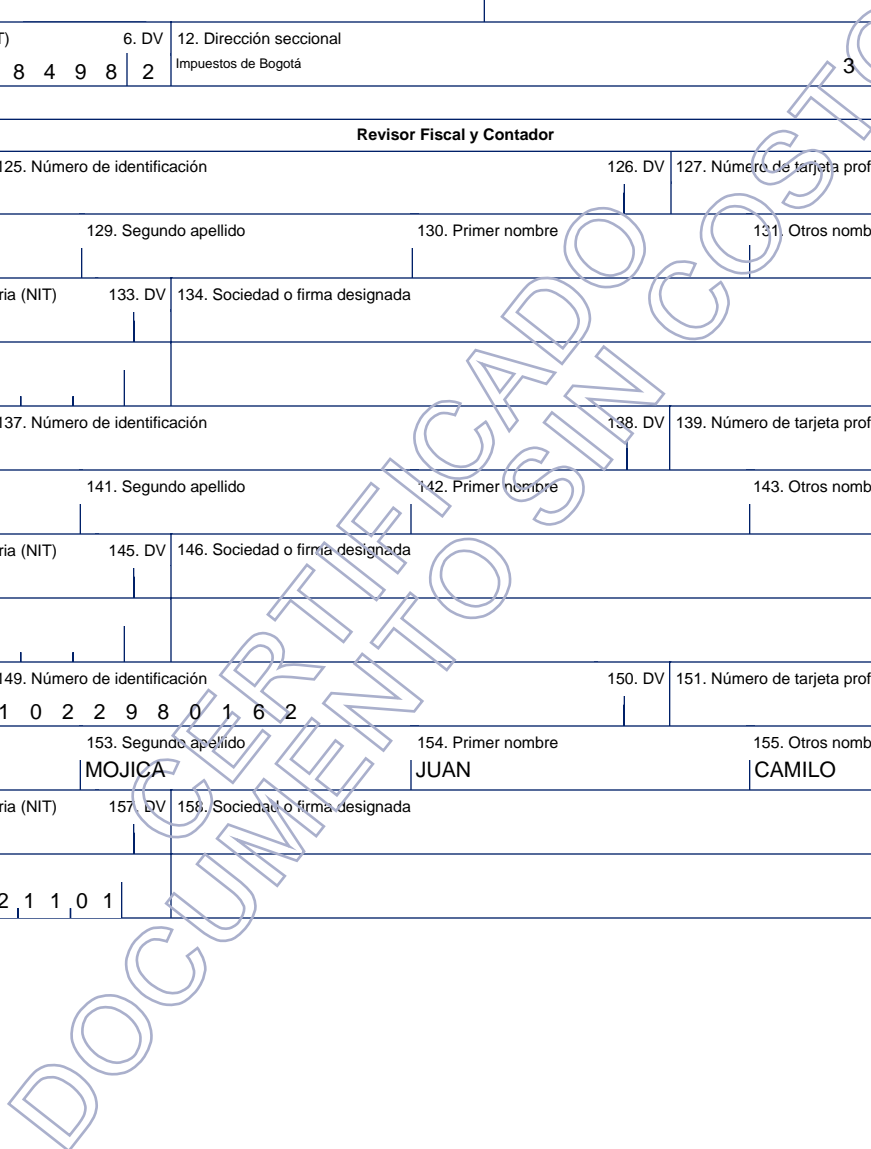 T) 6. DV 12. Dirección seccional
8 4 9 8 2 Impuestos de Bogotá 3
Revisor Fiscal y Contador
125. Número de identificación 126. DV 127. Número de tarjeta prof
129. Segundo apellido 130. Primer nombre 131. Otros nomb
ria (NIT) 133. DV 134. Sociedad o firma designada
137. Número de identificación 138. DV 139. Número de tarjeta prof
141. Segundo apellido 142. Primer nombre 143. Otros nomb
ria (NIT) 145. DV 146. Sociedad o firma designada
149. Número de identificación 150. DV 151. Número de tarjeta prof
1 0 2 2 9 8 0 1 6 2
153. Segundo apellido 154. Primer nombre 155. Otros nomb
MOJICA JUAN CAMILO
ria (NIT) 157. DV 158. Sociedad o firma designada
2 1 1 0 1
CERTIFICADO
DOCUMENTO SIN COSTO